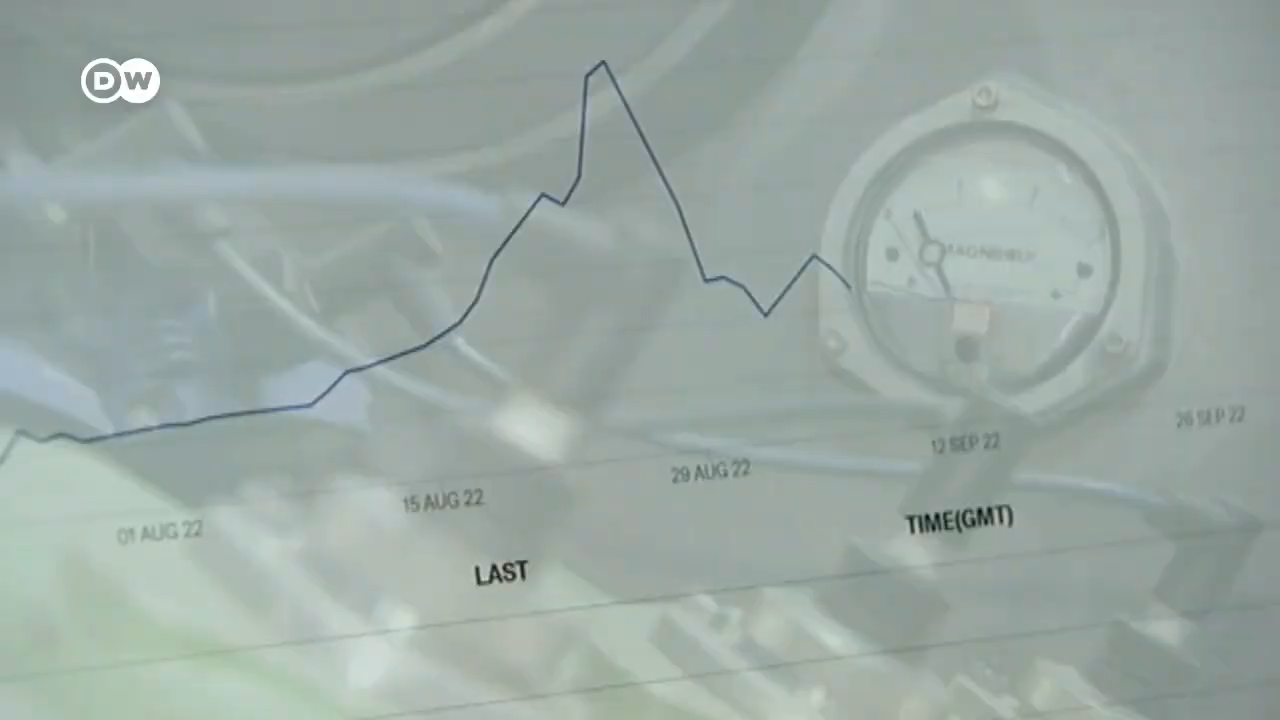 DW
01 AUG 22
15 AUG 22
29 AUG 22
12 SEP 22
26 SEP 22
LAST
TIME(GMT)